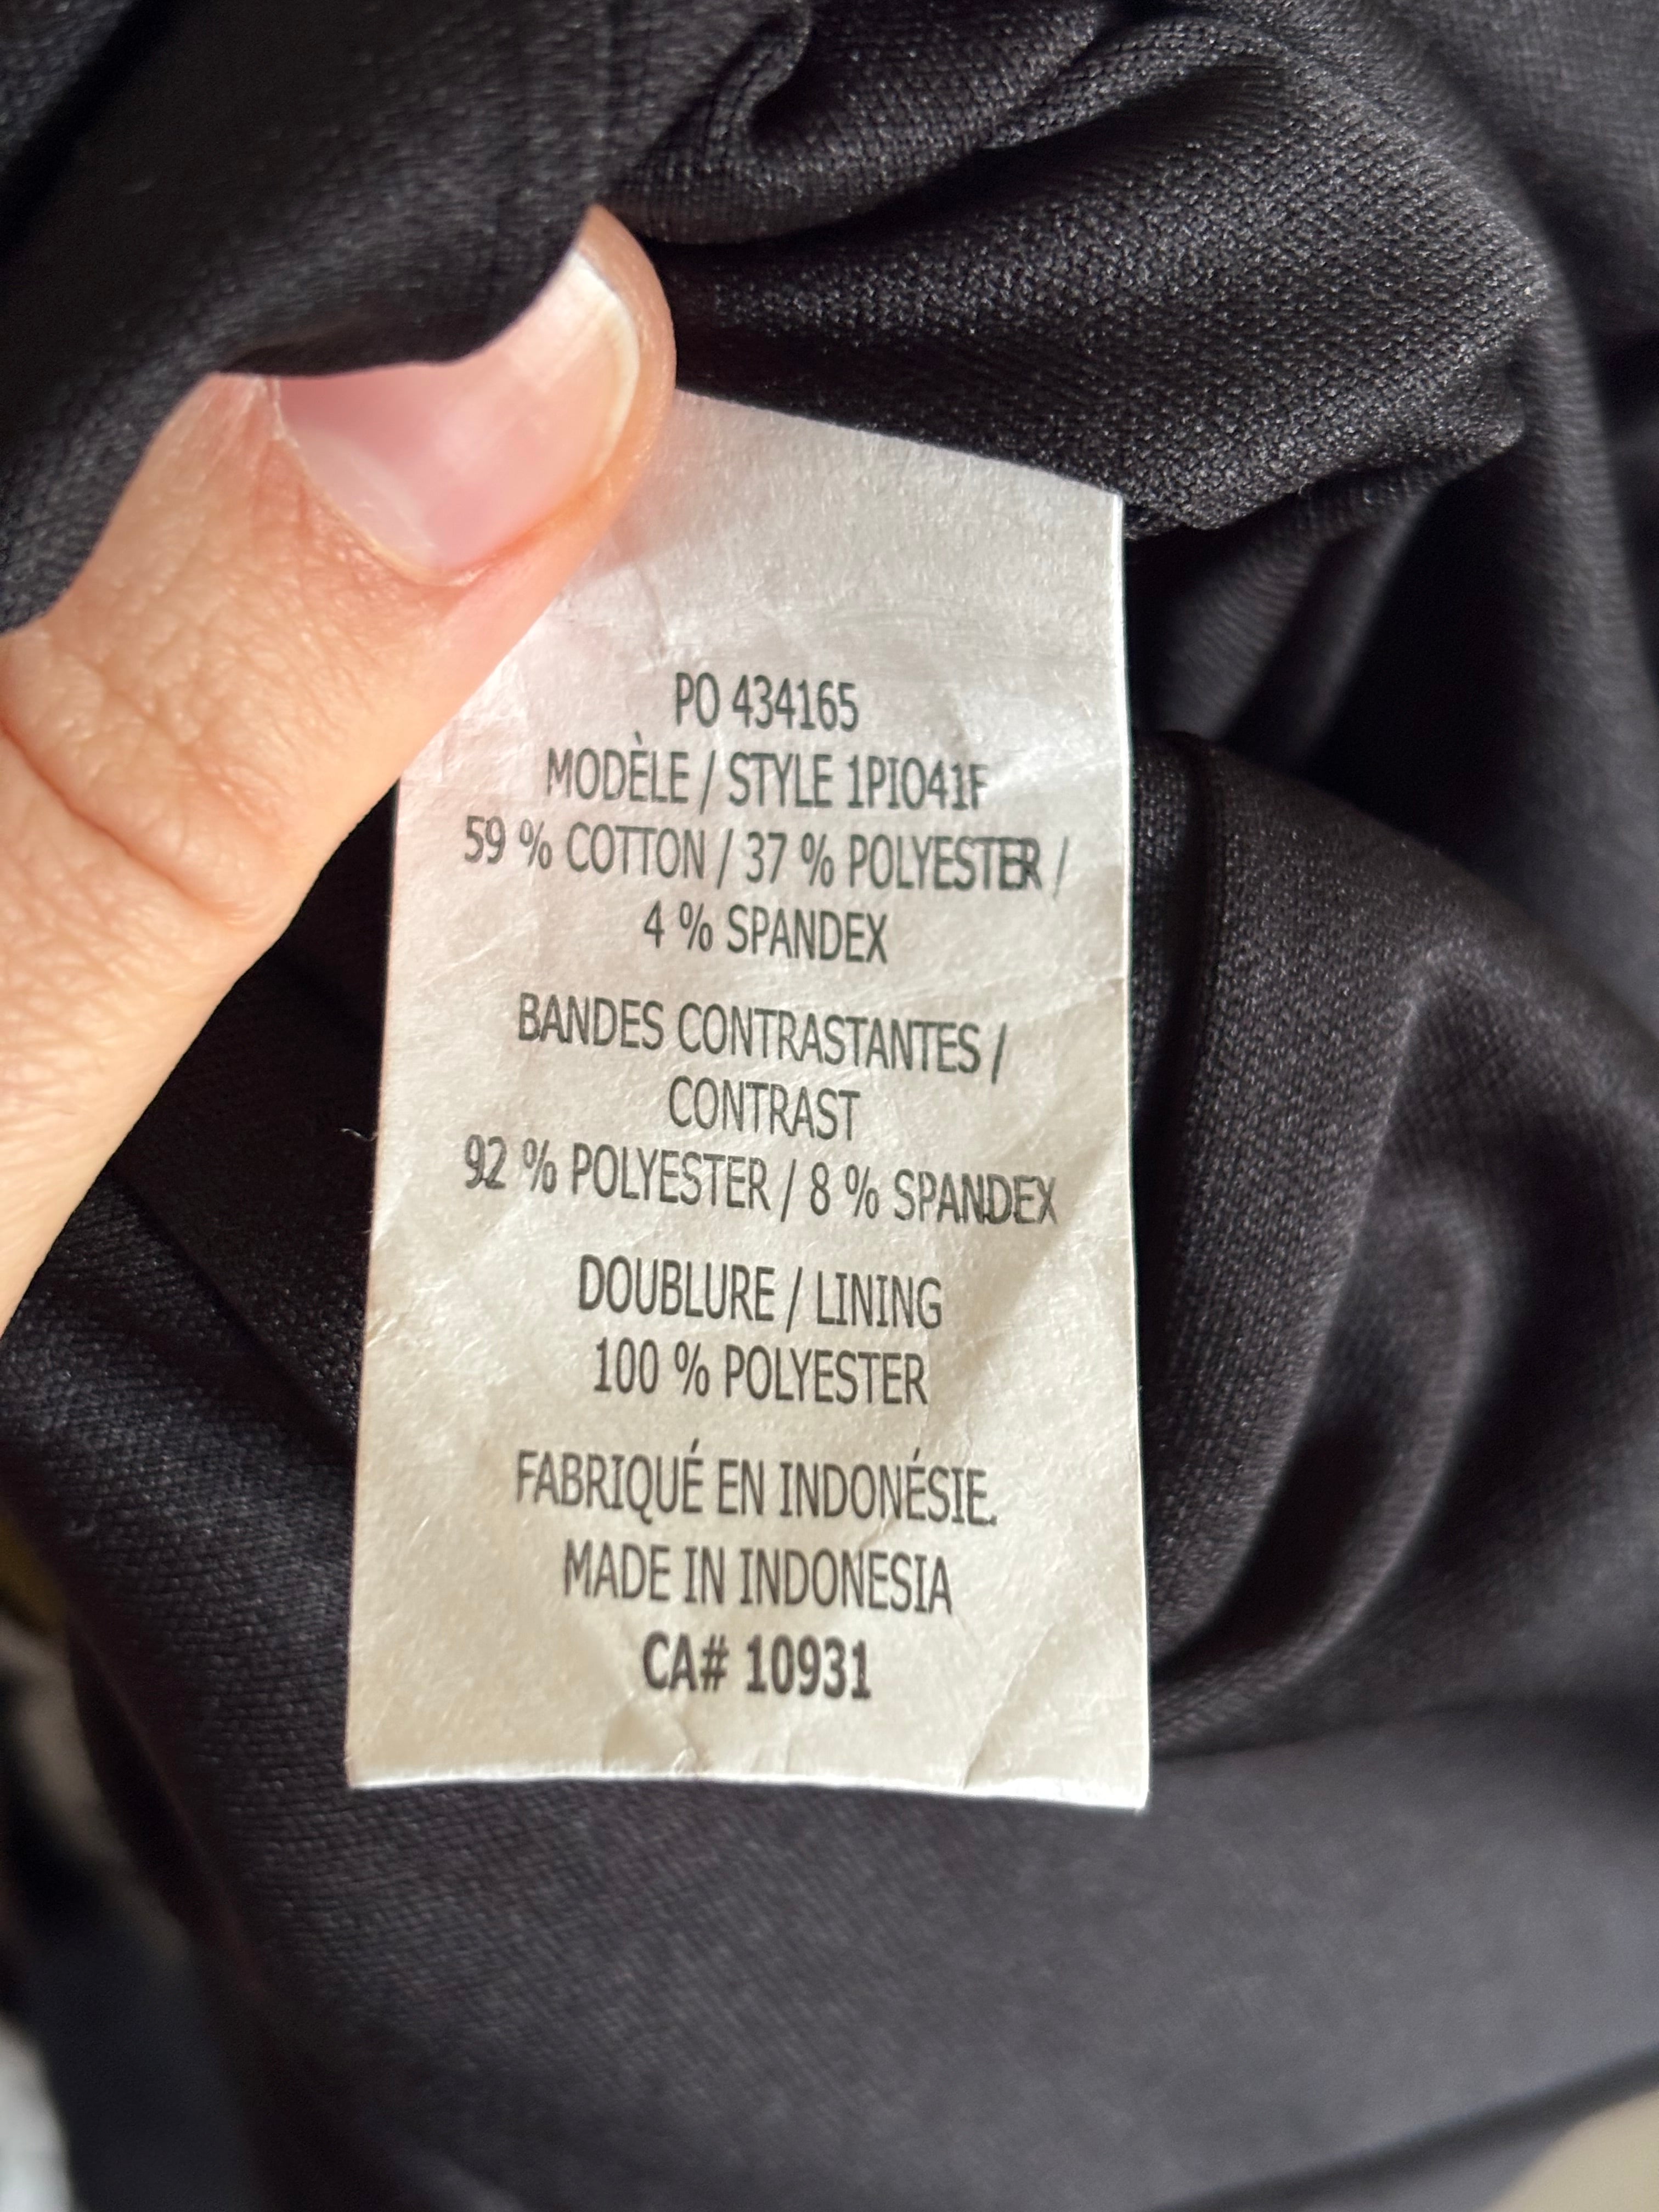 PO 434165
MODÈLE / STYLE 1PIO41F
59 % COTTON / 37 % POLYESTER /
4 % SPANDEX
BANDES CONTRASTANTES /
CONTRAST
92 % POLYESTER / 8 % SPANDEX
DOUBLURE / LINING
100 % POLYESTER
FABRIQUÉ EN INDONÉSIE.
MADE IN INDONESIA
CA# 10931